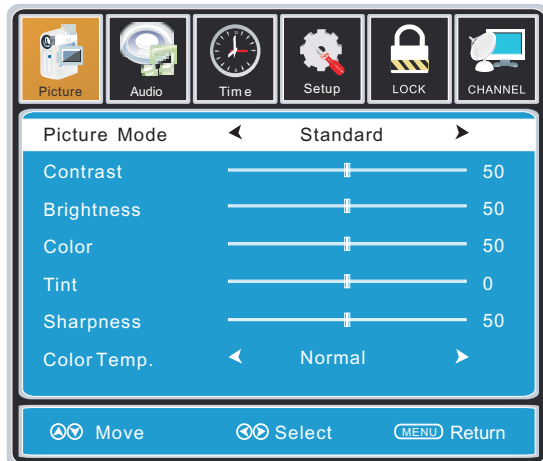 Picture Audio Time Setup LOCK CHANNEL
Picture Mode Standard
Contrast 50
Brightness 50
Color 50
Tint 0
Sharpness 50
Color Temp. Normal
Move Select MENU Return